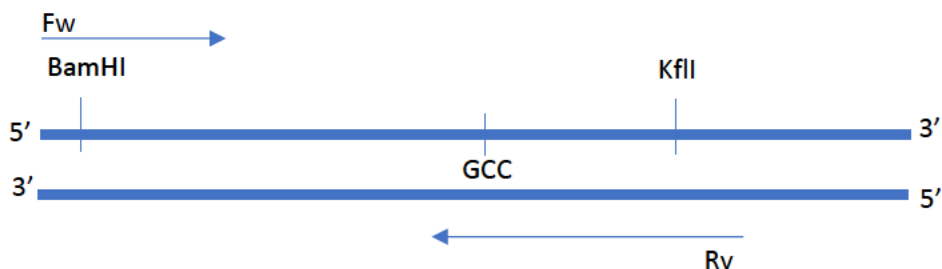 Fw
BamHI KflI
5’ 3’
GCC
3’ 5’
Rv